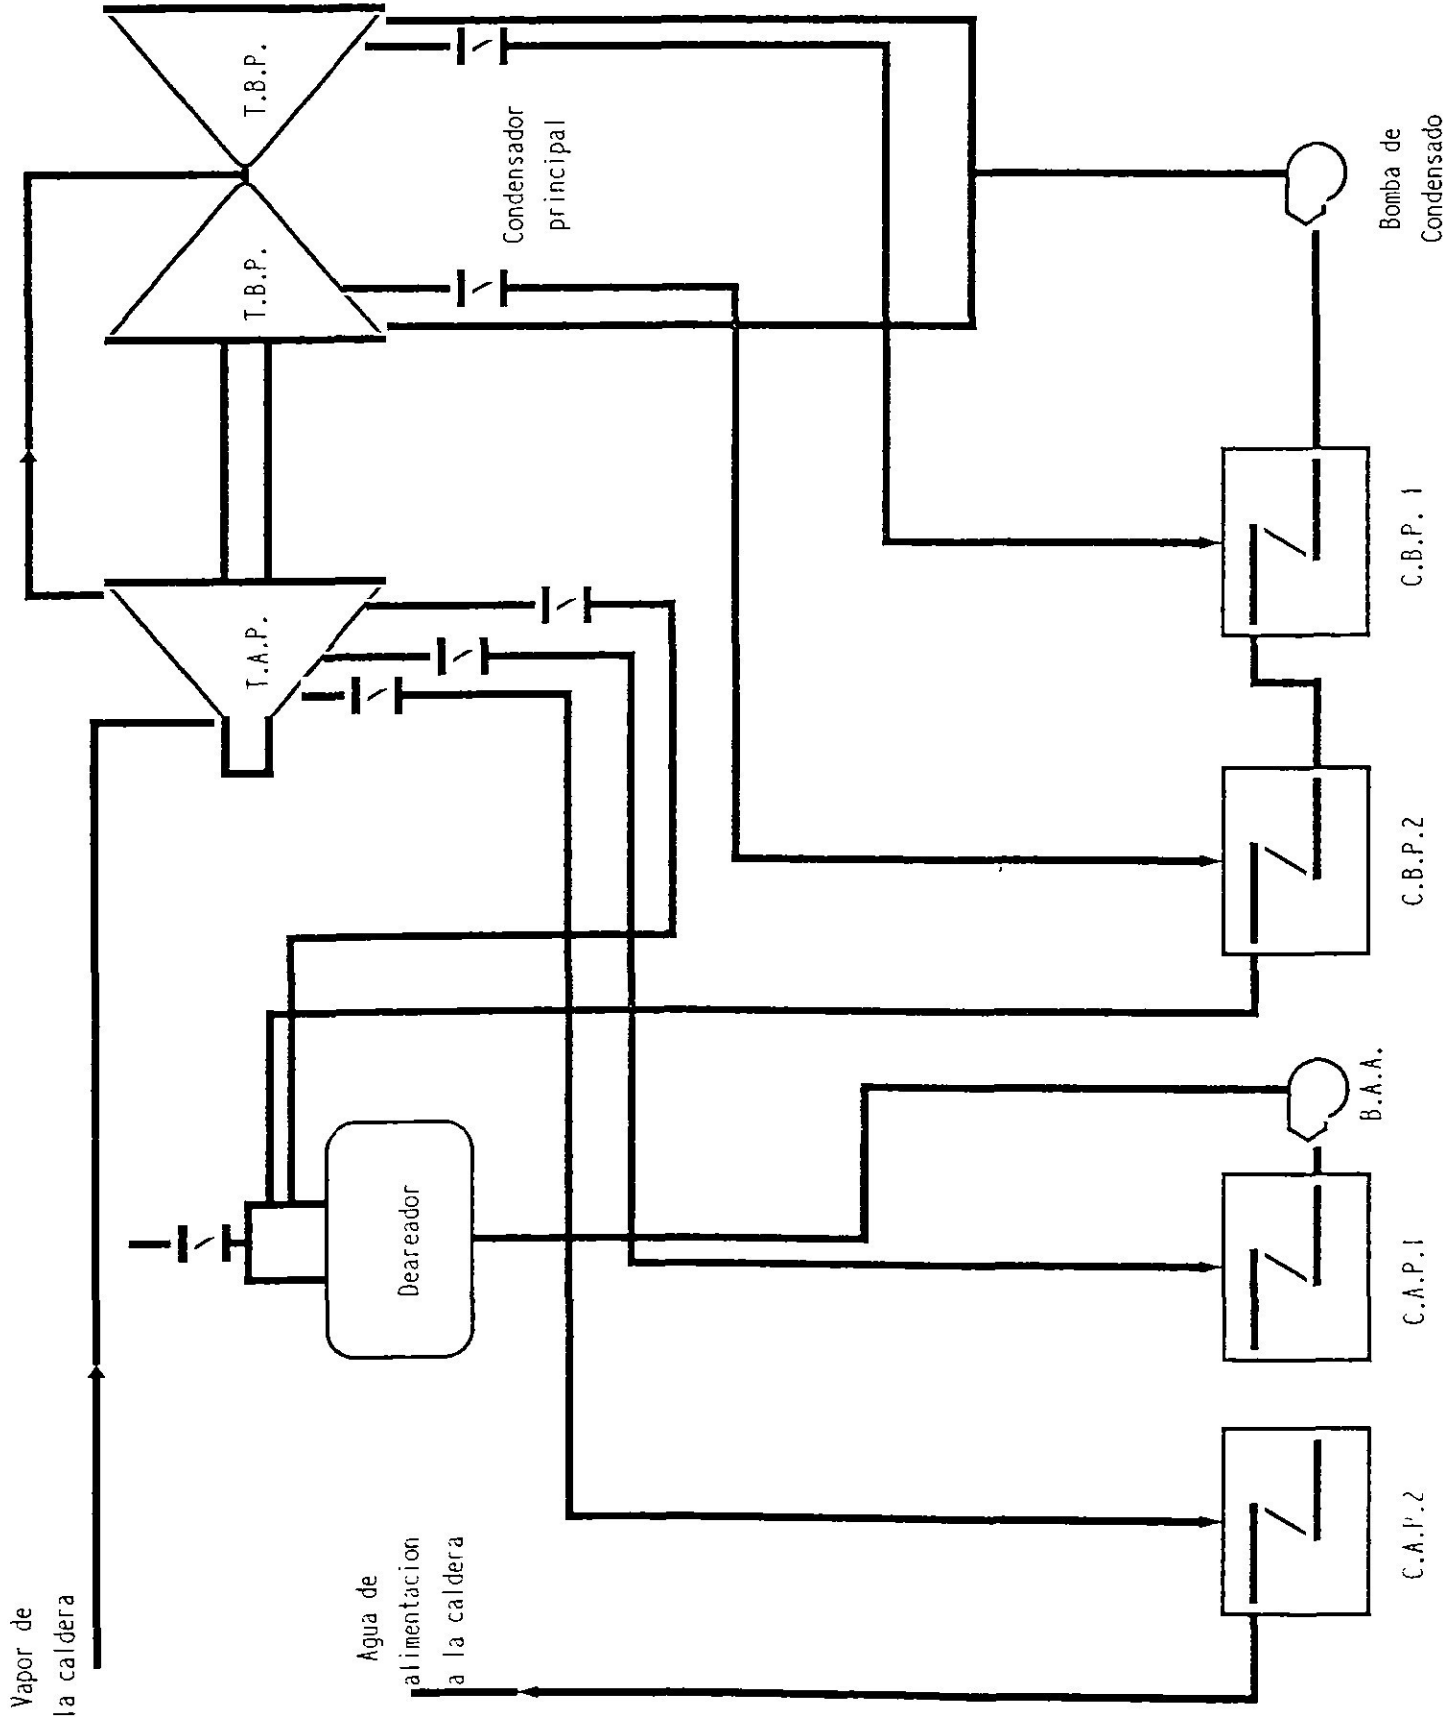 Vapor de
la caldera
Agua de
alimentacion
a la caldera
Deareador
T.A.P.
T.B.P.
T.B.P.
Condensador
principal
C.A.P.2
C.A.P.1
B.A.A.
C.B.P.2
C.B.P. 1
Bomba de
Condensado